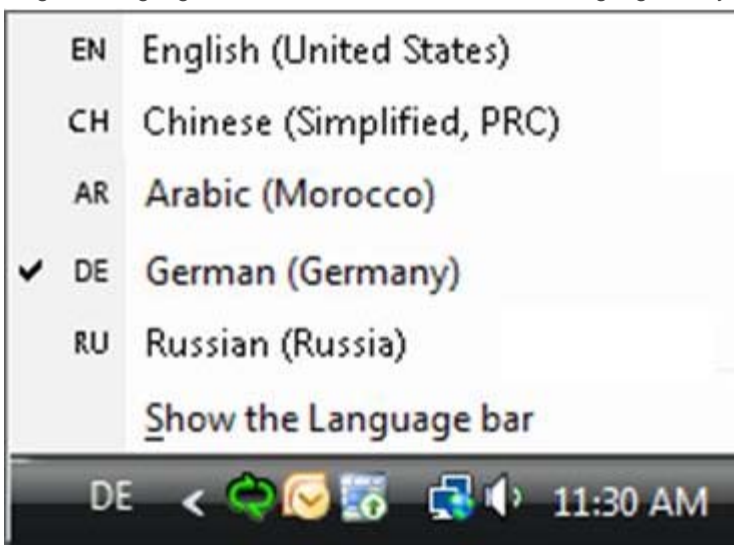 EN English (United States)
CH Chinese (Simplified, PRC)
AR Arabic (Morocco)
DE German (Germany)
RU Russian (Russia)
Show the Language bar
DE < 11:30 AM